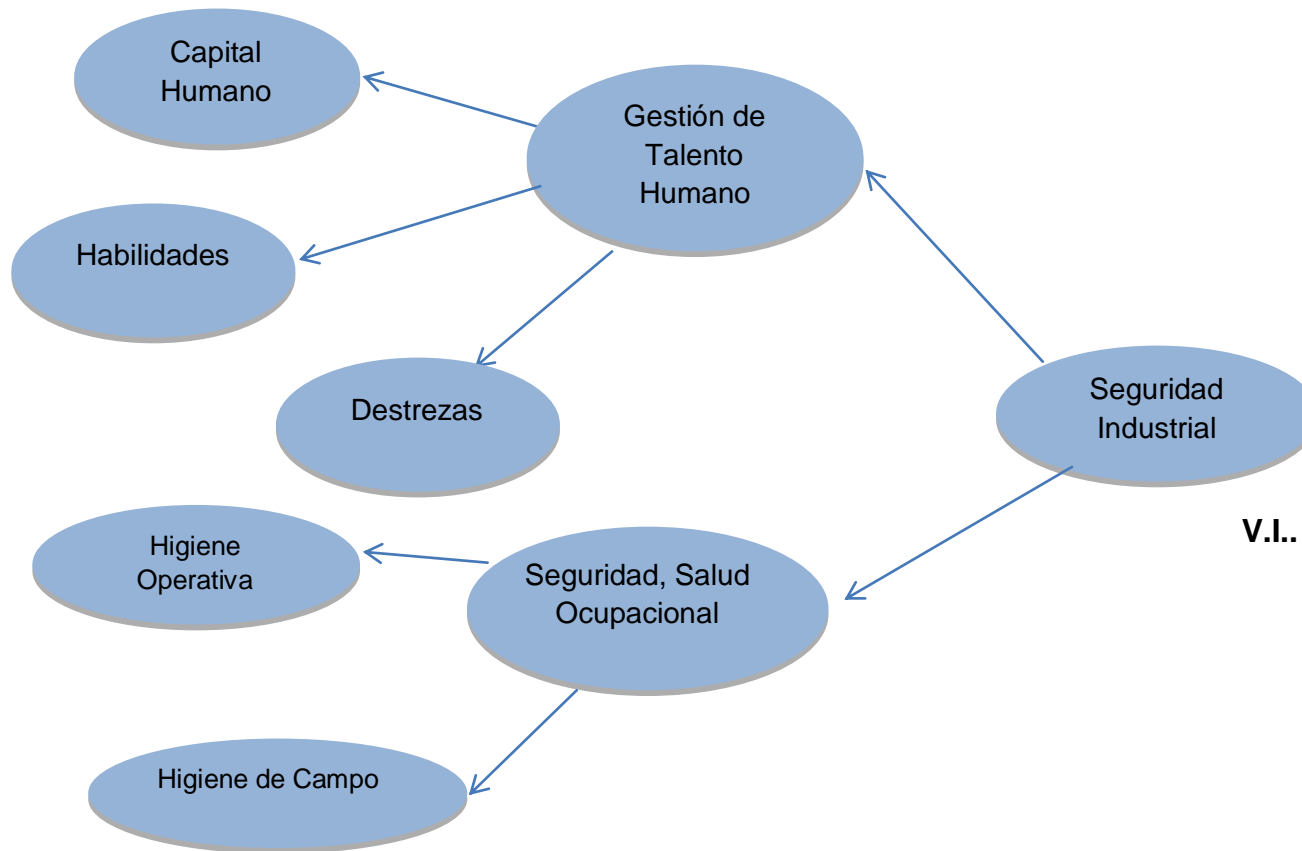 Capital
Humano
Gestión de
Talento
Humano
Habilidades
Destrezas
Seguridad
Industrial
V.I..
Higiene
Operativa
Seguridad, Salud
Ocupacional
Higiene de Campo